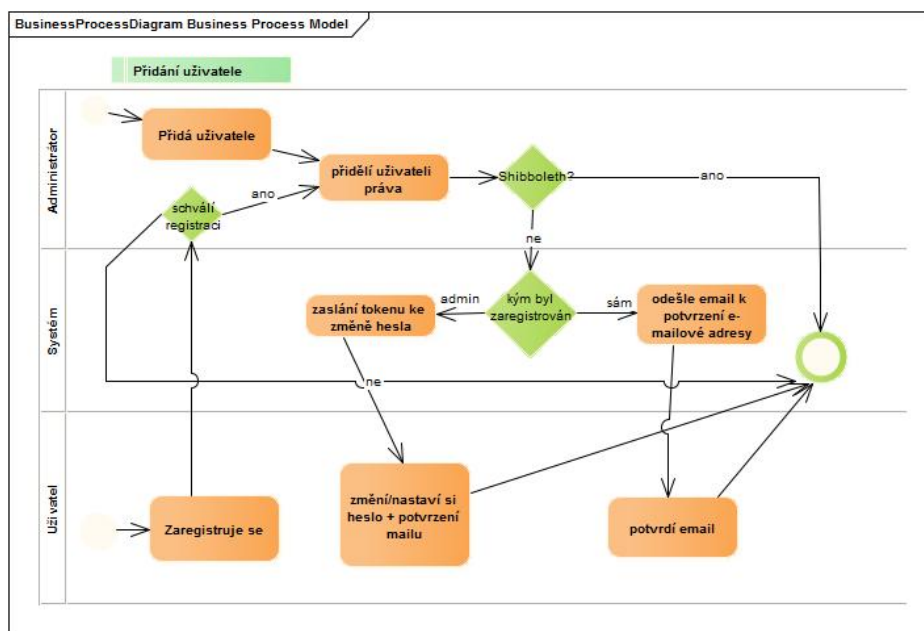 BusinessProcessDiagram Business Process Model
Přidání uživatele
Administrátor
Přidá uživatele
přidělí uživateli
práva
Shibboleth?
ano
schválí
registraci
ano
ne
Systém
zaslání tokenu ke
změně hesla
admin
kým byl
zaregistrován
sám
odešle email k
potvrzení e-
mailové adresy
ne
Uživatel
Zaregistruje se
změní/nastaví si
heslo + potvrzení
mailu
potvrdí email